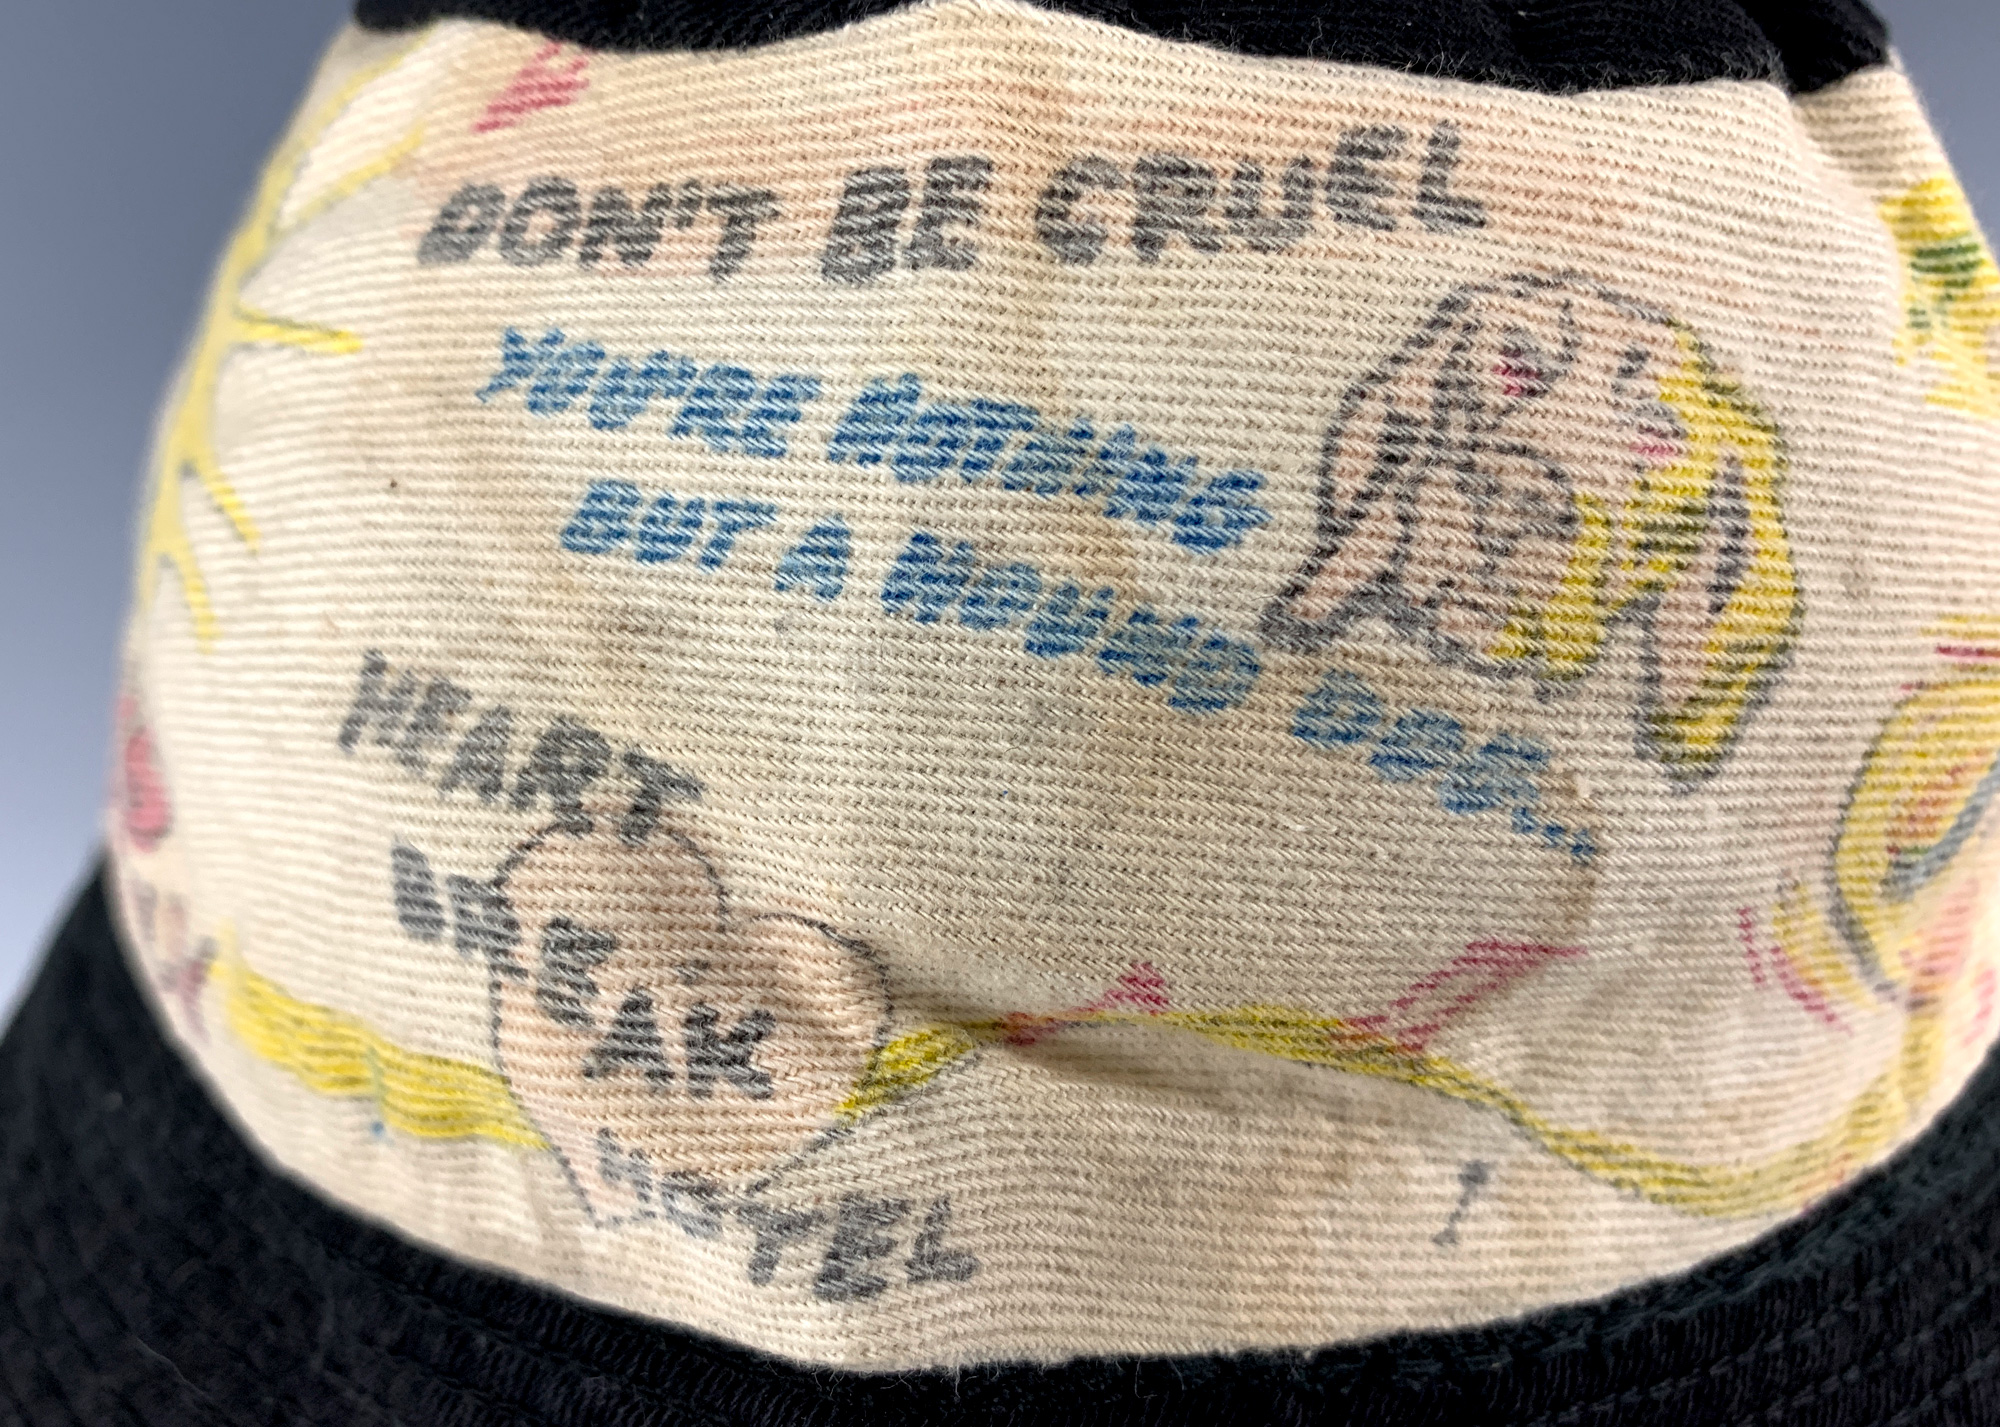 DON'T BE CRUEL
YOU'RE NOTHING
BUT A HOUND DOG...
HEART
BREAK
HOTEL